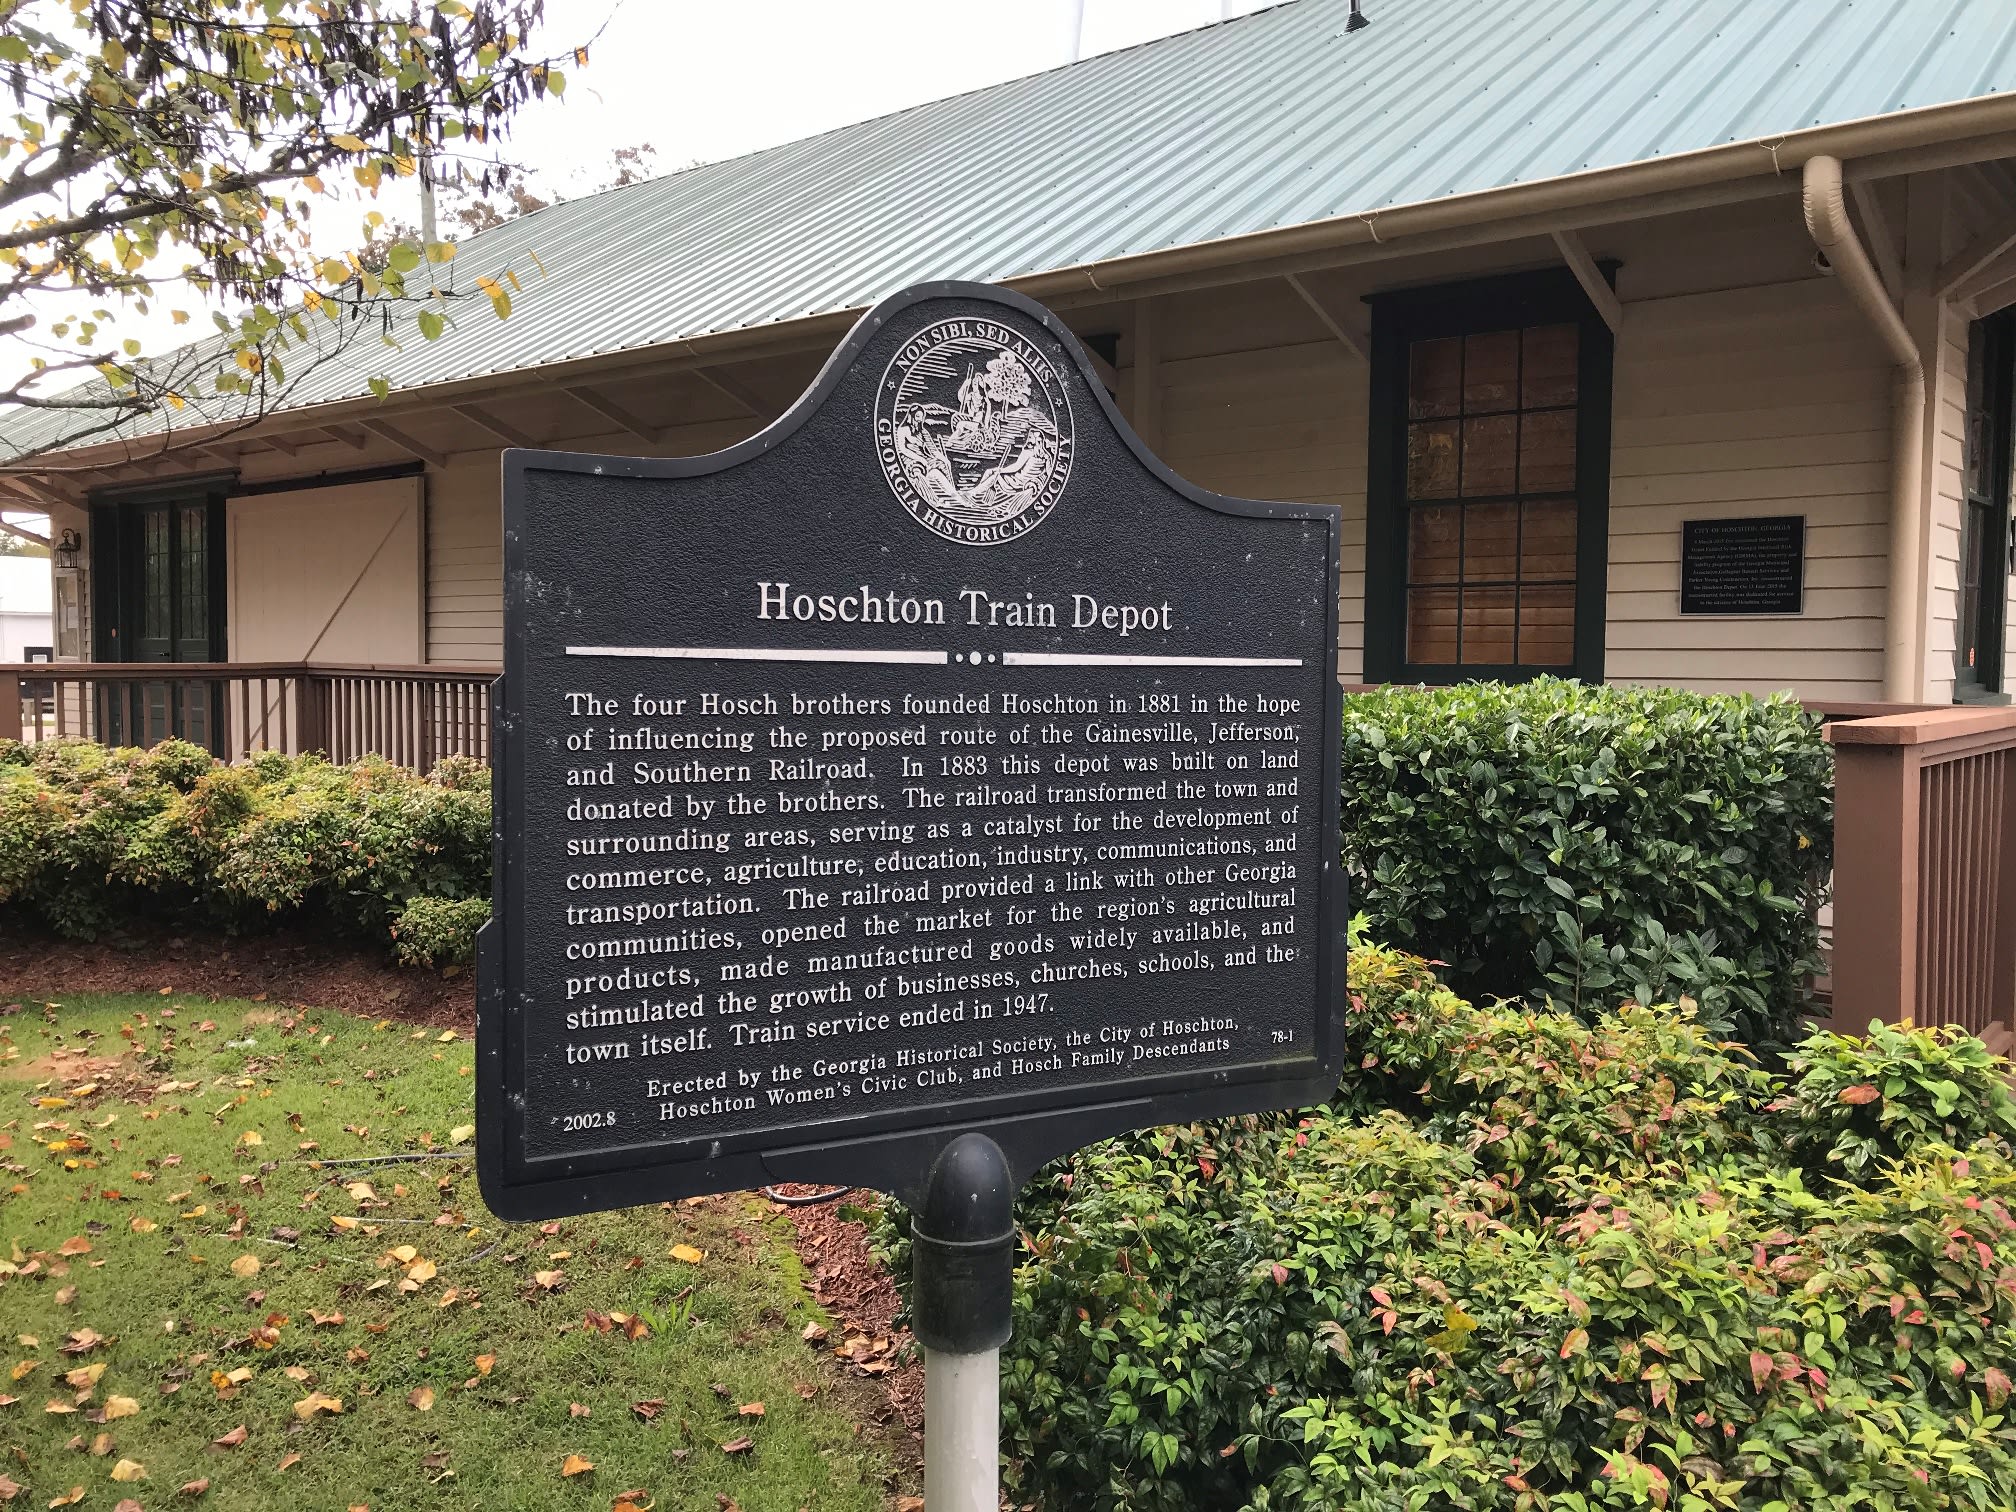 NON SIBI, SED ALIIS.
GEORGIA HISTORICAL SOCIETY
Hoschton Train Depot
The four Hosch brothers founded Hoschton in 1881 in the hope
of influencing the proposed route of the Gainesville, Jefferson,
and Southern Railroad. In 1883 this depot was built on land
donated by the brothers. The railroad transformed the town and
surrounding areas, serving as a catalyst for the development of
commerce, agriculture, education, industry, communications, and
transportation. The railroad provided a link with other Georgia
communities, opened the market for the region's agricultural
products, made manufactured goods widely available, and
stimulated the growth of businesses, churches, schools, and the
town itself. Train service ended in 1947.
Erected by the Georgia Historical Society, the City of Hoschton,
Hoschton Women's Civic Club, and Hosch Family Descendants
78-1
2002.8
CITY OF HOSCHTON, GEORGIA